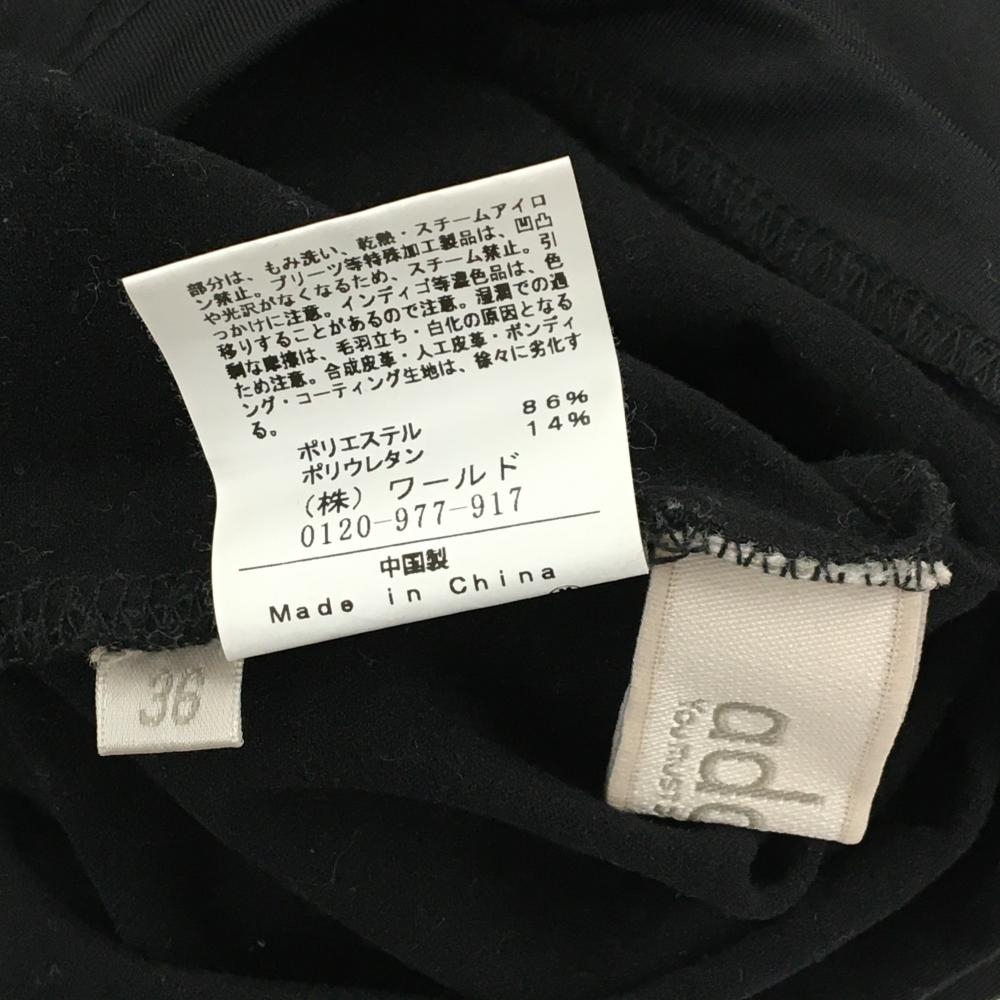 部分は、もみ洗い、乾熱・スチームアイロ
ン禁止。プリーツ等特殊加工製品は、凹凸
や光沢がなくなるため、スチーム禁止。引
っかけに注意。インディゴ等濃色品は、色
移りすることがあるので注意。湿潤での過
剰な摩擦は、毛羽立ち・白化の原因となる
ため注意。合成皮革・人工皮革・ボンディ
ング・コーティング生地は、徐々に劣化す
る。
ポリエステル 86%
ポリウレタン 14%
(株) ワールド
0120-977-917
中国製
Made in China
36
YOU MUST